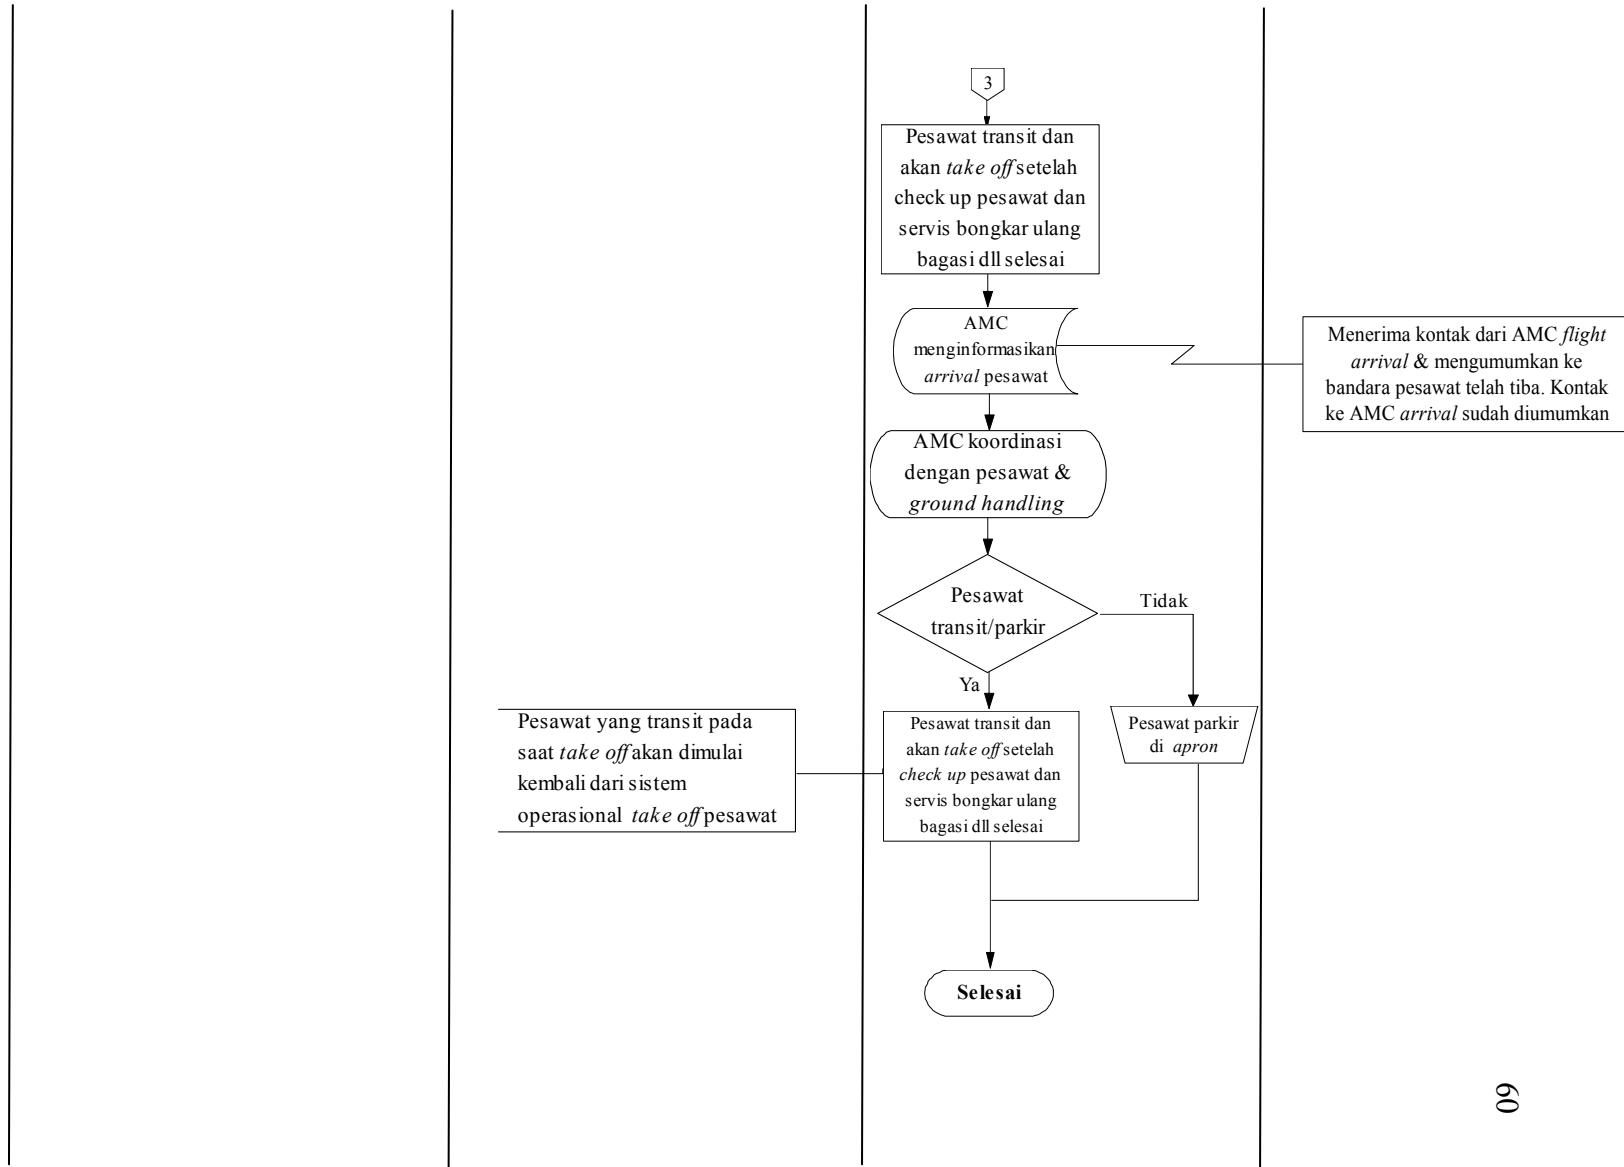 3
Pesawat transit dan
akan take off setelah
check up pesawat dan
servis bongkar ulang
bagasi dll selesai
AMC
menginformasikan
arrival pesawat
Menerima kontak dari AMC flight
arrival & mengumumkan ke
bandara pesawat telah tiba. Kontak
ke AMC arrival sudah diumumkan
AMC koordinasi
dengan pesawat &
ground handling
Pesawat
transit/parkir
Tidak
Ya
Pesawat yang transit pada
saat take off akan dimulai
kembali dari sistem
operasional take off pesawat
Pesawat transit dan
akan take off setelah
check up pesawat dan
servis bongkar ulang
bagasi dll selesai
Pesawat parkir
di apron
Selesai
60